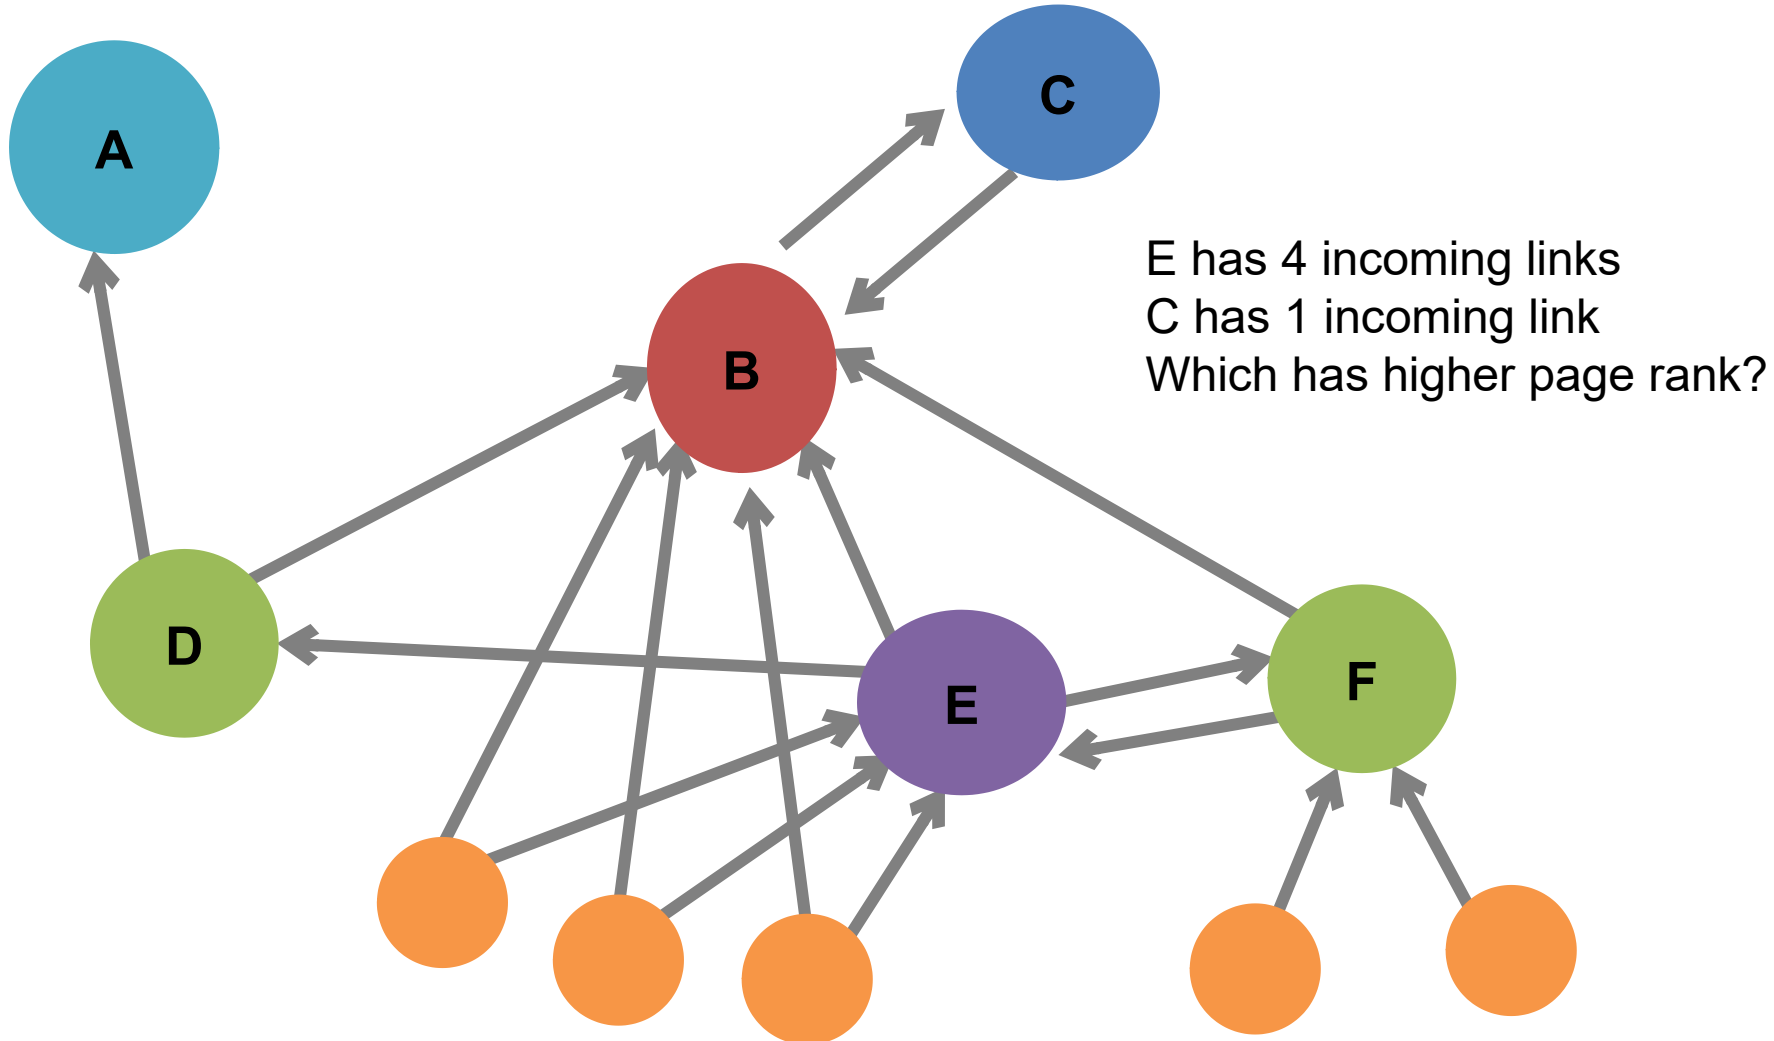 C
A
E has 4 incoming links
C has 1 incoming link
Which has higher page rank?
B
D
F
E